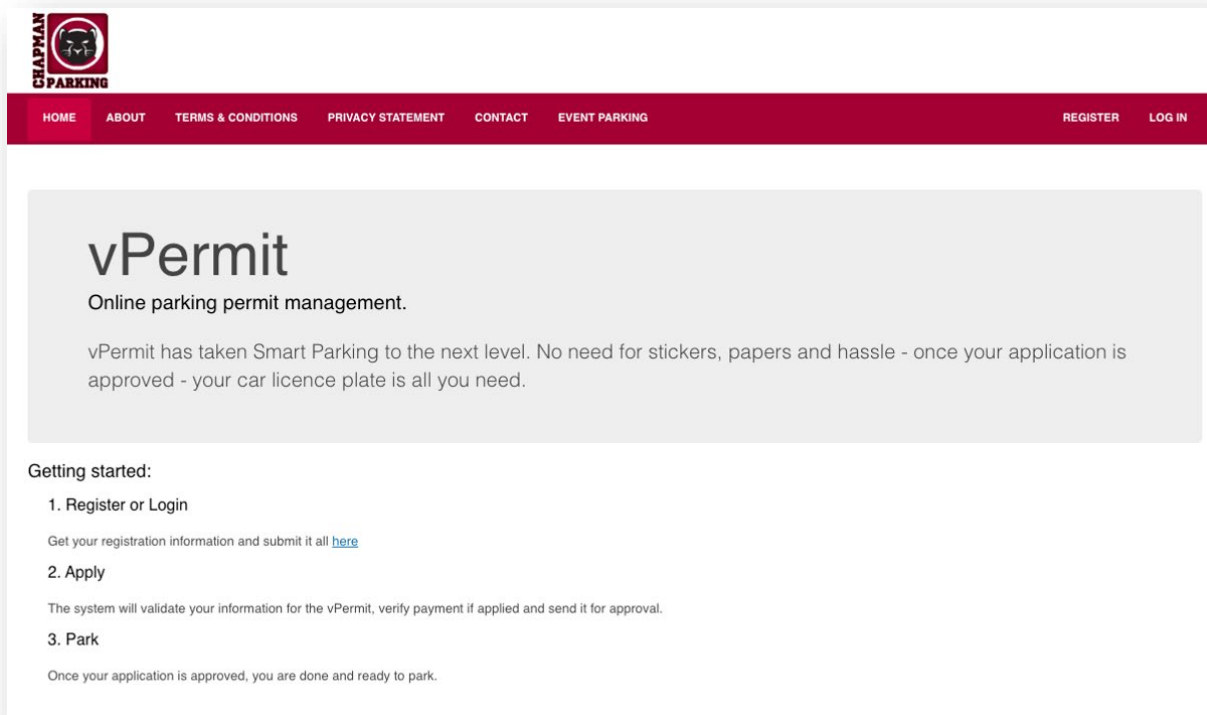 CHAPMAN
PARKING
HOME ABOUT TERMS & CONDITIONS PRIVACY STATEMENT CONTACT EVENT PARKING REGISTER LOG IN
vPermit
Online parking permit management.
vPermit has taken Smart Parking to the next level. No need for stickers, papers and hassle - once your application is
approved - your car licence plate is all you need.
Getting started:
1. Register or Login
Get your registration information and submit it all here
2. Apply
The system will validate your information for the vPermit, verify payment if applied and send it for approval.
3. Park
Once your application is approved, you are done and ready to park.